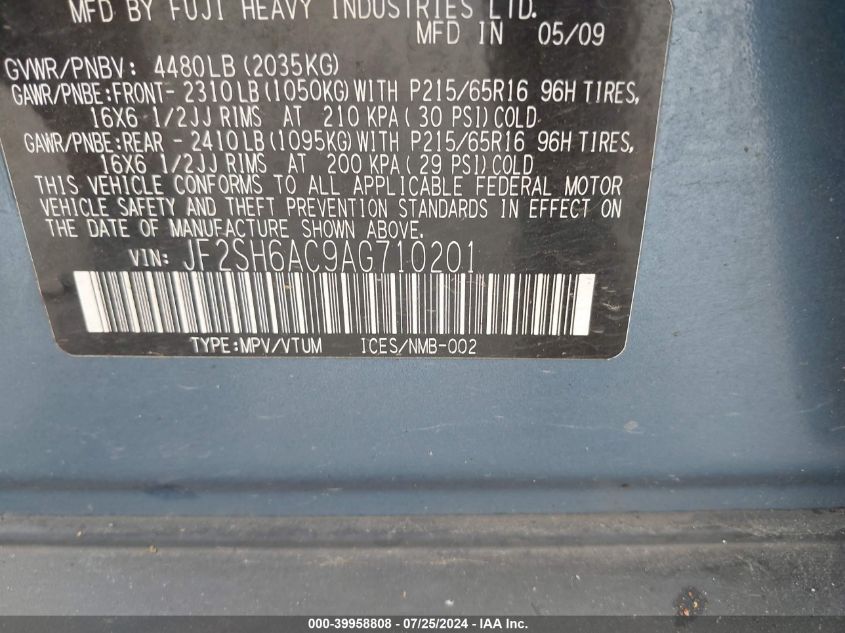 MFD BY FUJI HEAVY INDUSTRIES LTD.
MFD IN 05/09
GVWR/PNBV: 4480LB (2035KG)
GAWR/PNBE:FRONT- 2310LB(1050KG)WITH P215/65R16 96H TIRES,
16X6 1/2JJ RIMS AT 210 KPA ( 30 PSI) COLD
GAWR/PNBE:REAR - 2410LB(1095KG)WITH P215/65R16 96H TIRES,
16X6 1/2JJ RIMS AT 200 KPA ( 29 PSI) COLD
THIS VEHICLE CONFORMS TO ALL APPLICABLE FEDERAL MOTOR
VEHICLE SAFETY AND THEFT PREVENTION STANDARDS IN EFFECT ON
THE DATE OF MANUFACTURE SHOWN ABOVE.
VIN: JF2SH6AC9AG710201
TYPE:MPV/VTUM ICES/NMB-002
000-39958808 - 07/25/2024 - IAA Inc.